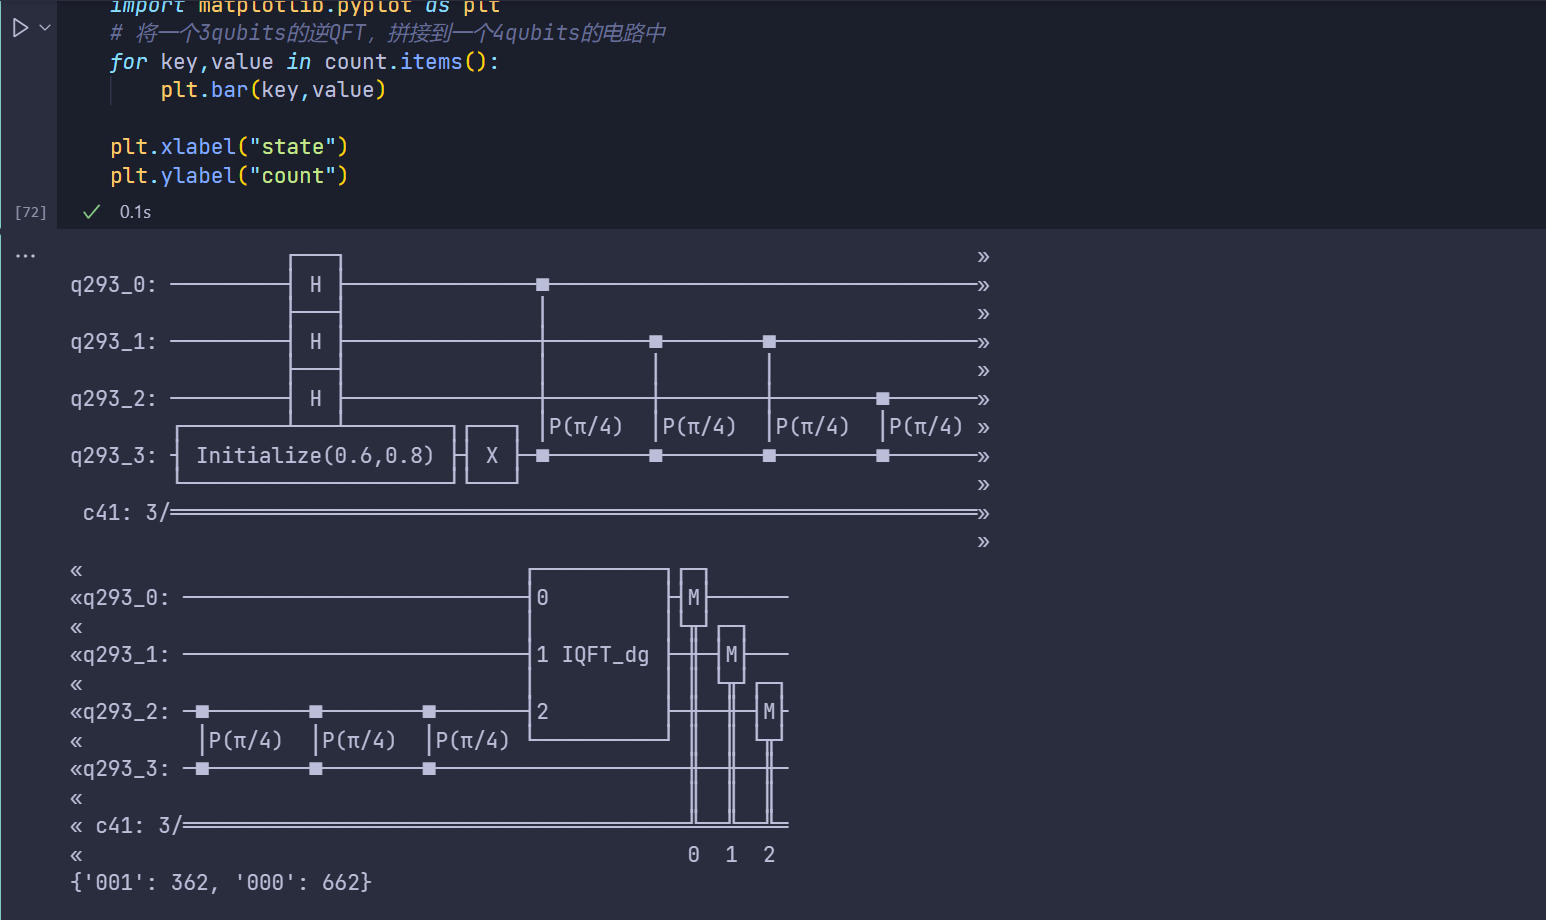 import matplotlib.pyplot as plt
# 将一个3qubits的逆QFT，拼接到一个4qubits的电路中
for key,value in count.items():
    plt.bar(key,value)
plt.xlabel("state")
plt.ylabel("count")
[72] ✓ 0.1s
...
»
q293_0: H »
»
q293_1: H »
»
q293_2: H »
P(π/4) P(π/4) P(π/4) P(π/4) »
q293_3: Initialize(0.6,0.8) X »
»
c41: 3/ »
»
«
«q293_0: 0 M
«
«q293_1: 1 IQFT_dg M
«
«q293_2: 2 M
« P(π/4) P(π/4) P(π/4)
«q293_3:
«
« c41: 3/
« 0 1 2
{'001': 362, '000': 662}